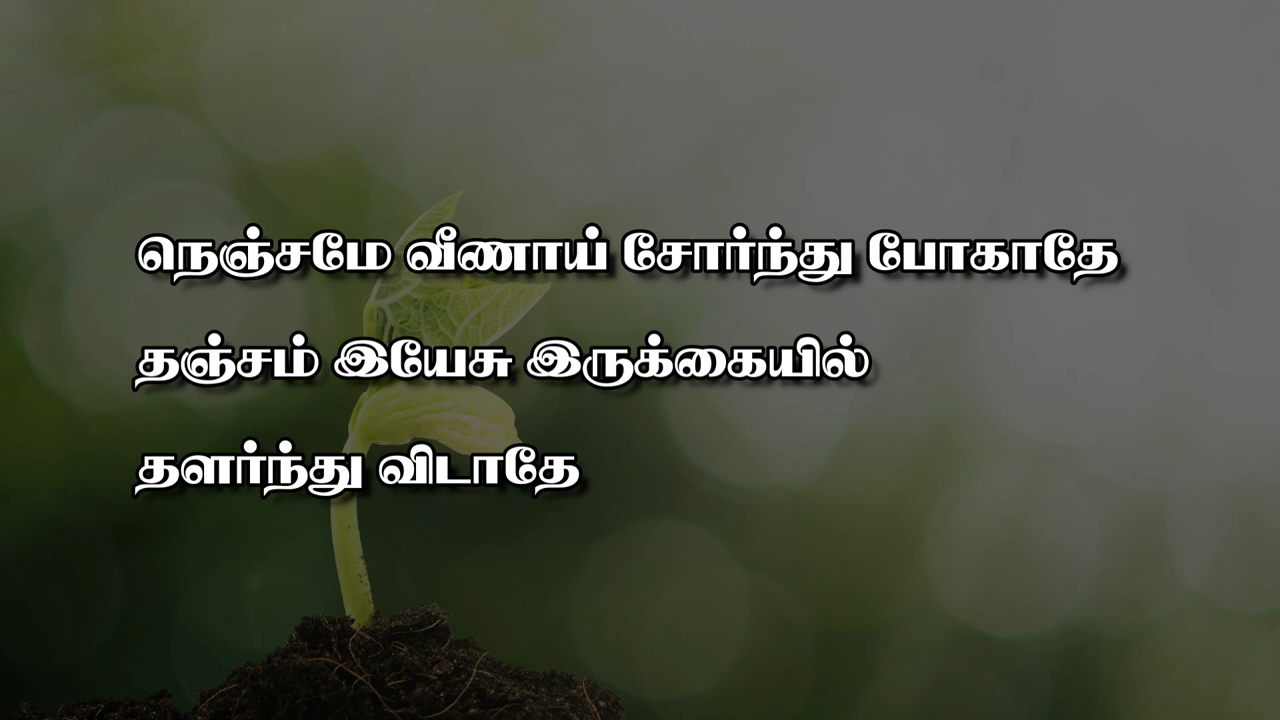 நெஞ்சமே வீணாய் சோர்ந்து போகாதே
தஞ்சம் இயேசு இருக்கையில்
தளர்ந்து விடாதே